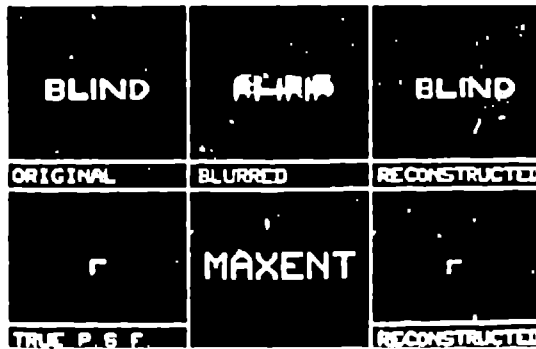 BLIND
BLIND
ORIGINAL
BLURRED
RECONSTRUCTED
r
MAXENT
r
TRUE P.S F.
RECONSTRUCTED